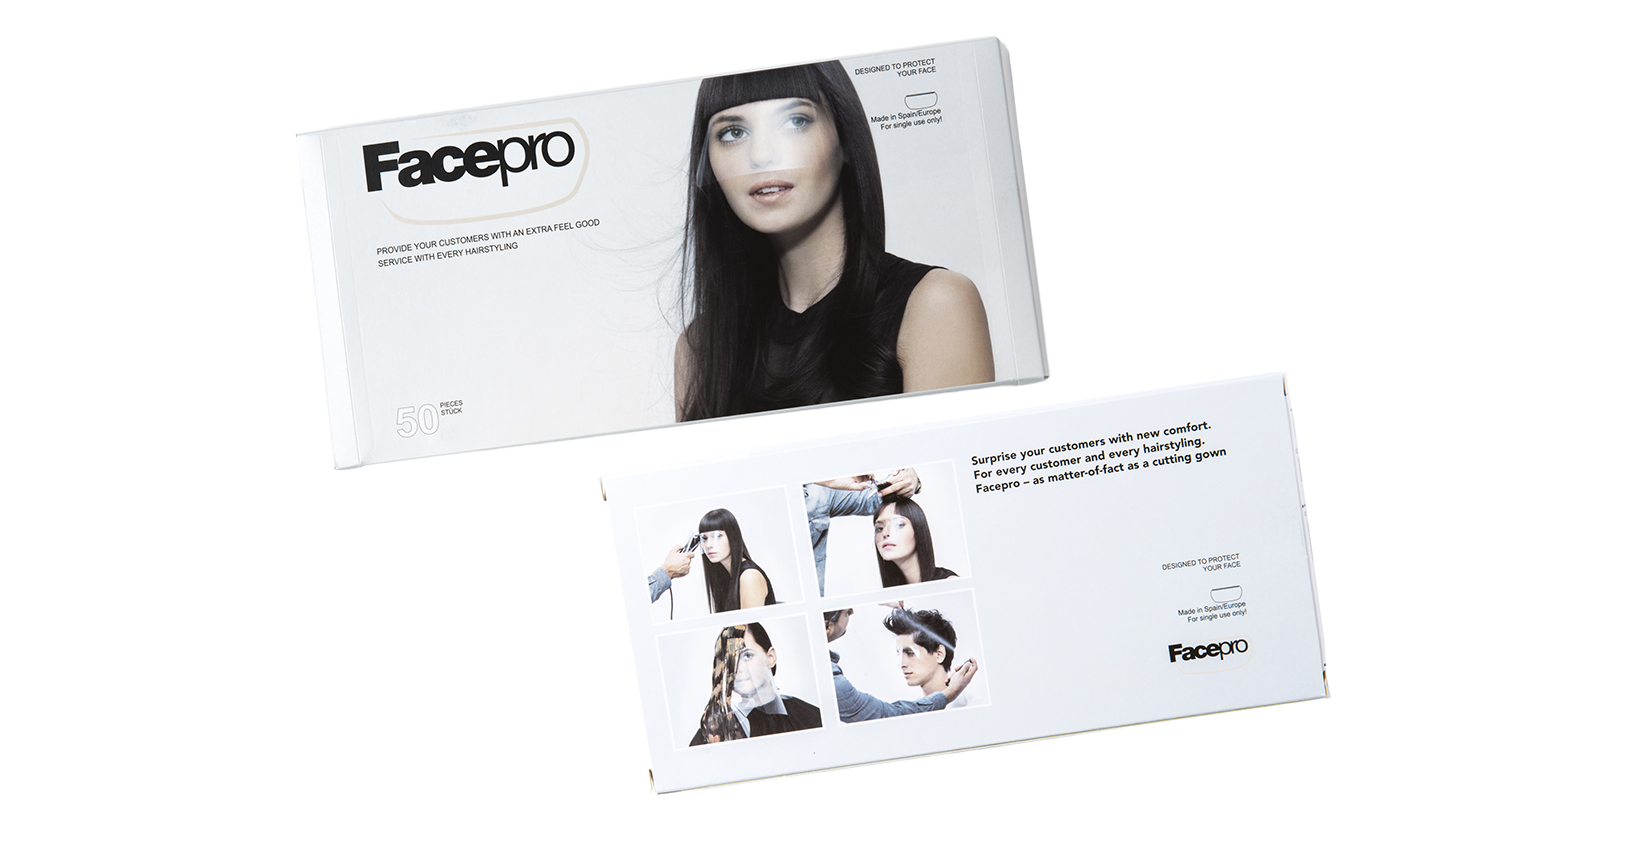 Facepro
PROVIDE YOUR CUSTOMERS WITH AN EXTRA FEEL GOOD
SERVICE WITH EVERY HAIRSTYLING
50 PIECES
STÜCK
DESIGNED TO PROTECT
YOUR FACE
Made in Spain/Europe
For single use only!
Surprise your customers with new comfort.
For every customer and every hairstyling.
Facepro – as matter-of-fact as a cutting gown
DESIGNED TO PROTECT
YOUR FACE
Made in Spain/Europe
For single use only!
Facepro